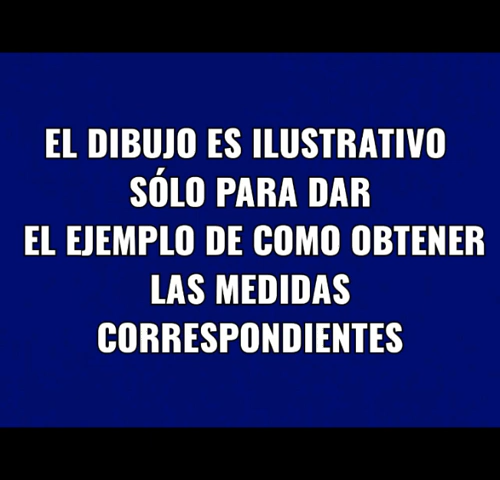 EL DIBUJO ES ILUSTRATIVO
SÓLO PARA DAR
EL EJEMPLO DE COMO OBTENER
LAS MEDIDAS
CORRESPONDIENTES